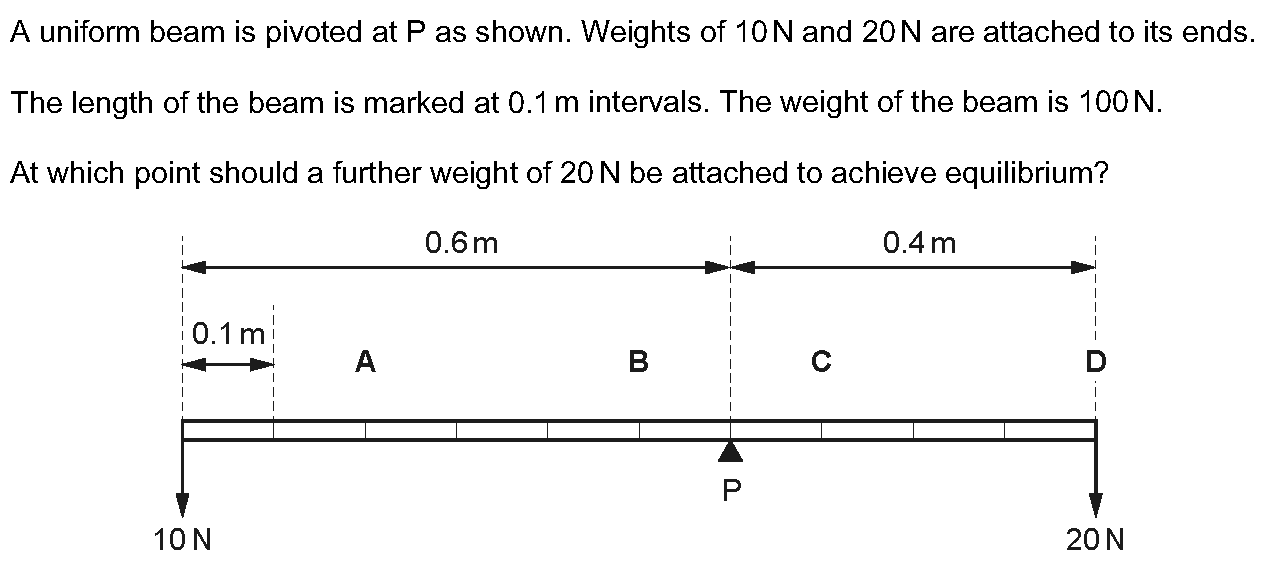 A uniform beam is pivoted at P as shown. Weights of 10 N and 20 N are attached to its ends.
The length of the beam is marked at 0.1 m intervals. The weight of the beam is 100 N.
At which point should a further weight of 20 N be attached to achieve equilibrium?
0.6 m
0.4 m
0.1 m
A
B
C
D
P
10 N
20 N